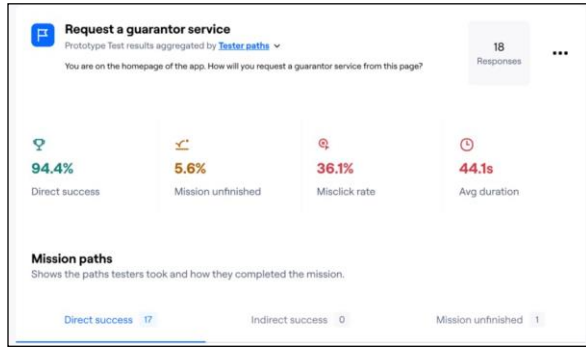 Request a guarantor service
Prototype Test results aggregated by Tester paths
You are on the homepage of the app. How will you request a guarantor service from this page?
18
Responses
94.4%
Direct success
5.6%
Mission unfinished
36.1%
Misclick rate
44.1s
Avg duration
Mission paths
Shows the paths testers took and how they completed the mission.
Direct success 17
Indirect success 0
Mission unfinished 1